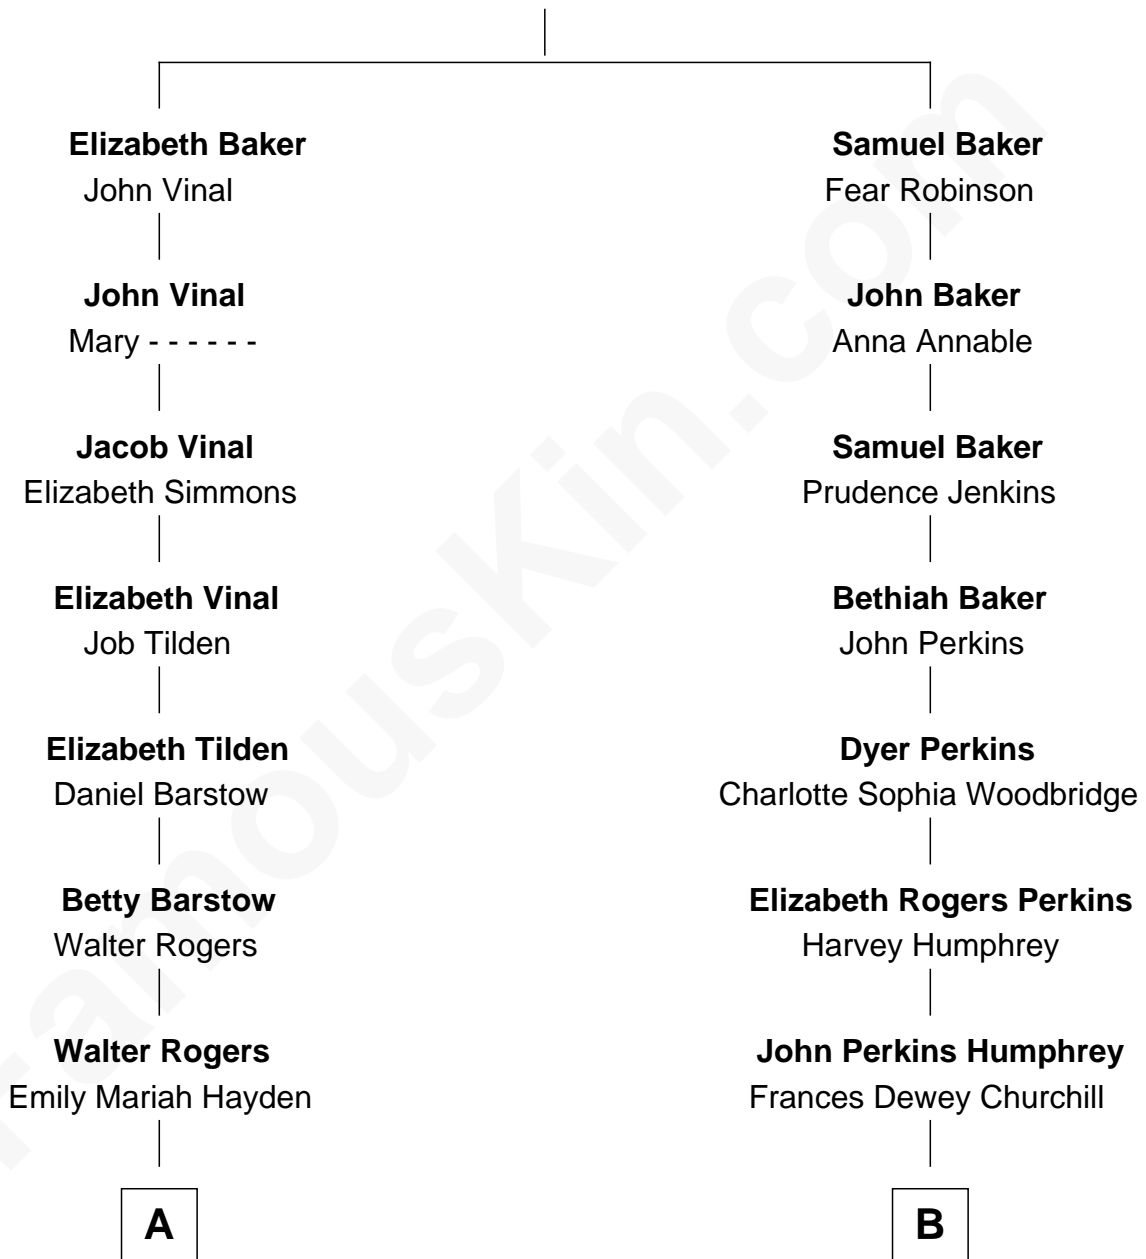 Elizabeth Baker
John Vinal
John Vinal
Mary - - - - - -
Jacob Vinal
Elizabeth Simmons
Elizabeth Vinal
Job Tilden
Elizabeth Tilden
Daniel Barstow
Betty Barstow
Walter Rogers
Walter Rogers
Emily Mariah Hayden
A
Samuel Baker
Fear Robinson
John Baker
Anna Annable
Samuel Baker
Prudence Jenkins
Bethiah Baker
John Perkins
Dyer Perkins
Charlotte Sophia Woodbridge
Elizabeth Rogers Perkins
Harvey Humphrey
John Perkins Humphrey
Frances Dewey Churchill
B
FamousKin.com